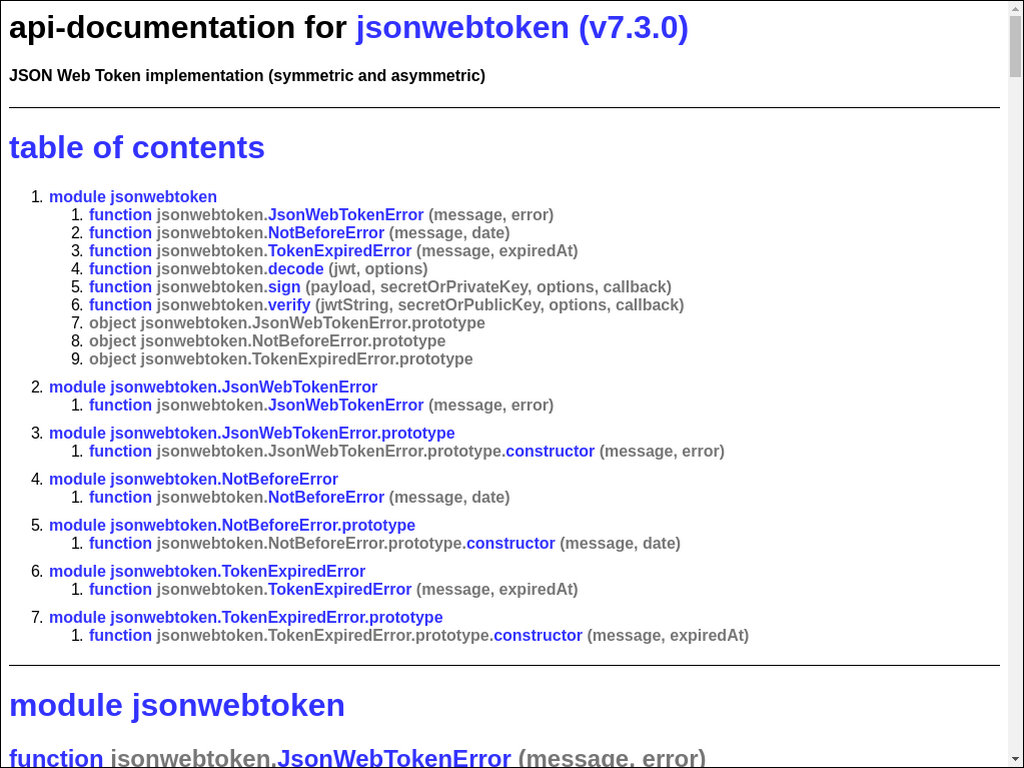 api-documentation for jsonwebtoken (v7.3.0)
JSON Web Token implementation (symmetric and asymmetric)
table of contents
1. module jsonwebtoken
1. function jsonwebtoken.JsonWebTokenError (message, error)
2. function jsonwebtoken.NotBeforeError (message, date)
3. function jsonwebtoken.TokenExpiredError (message, expiredAt)
4. function jsonwebtoken.decode (jwt, options)
5. function jsonwebtoken.sign (payload, secretOrPrivateKey, options, callback)
6. function jsonwebtoken.verify (jwtString, secretOrPublicKey, options, callback)
7. object jsonwebtoken.JsonWebTokenError.prototype
8. object jsonwebtoken.NotBeforeError.prototype
9. object jsonwebtoken.TokenExpiredError.prototype
2. module jsonwebtoken.JsonWebTokenError
1. function jsonwebtoken.JsonWebTokenError (message, error)
3. module jsonwebtoken.JsonWebTokenError.prototype
1. function jsonwebtoken.JsonWebTokenError.prototype.constructor (message, error)
4. module jsonwebtoken.NotBeforeError
1. function jsonwebtoken.NotBeforeError (message, date)
5. module jsonwebtoken.NotBeforeError.prototype
1. function jsonwebtoken.NotBeforeError.prototype.constructor (message, date)
6. module jsonwebtoken.TokenExpiredError
1. function jsonwebtoken.TokenExpiredError (message, expiredAt)
7. module jsonwebtoken.TokenExpiredError.prototype
1. function jsonwebtoken.TokenExpiredError.prototype.constructor (message, expiredAt)
module jsonwebtoken
function jsonwebtoken.JsonWebTokenError (message, error)